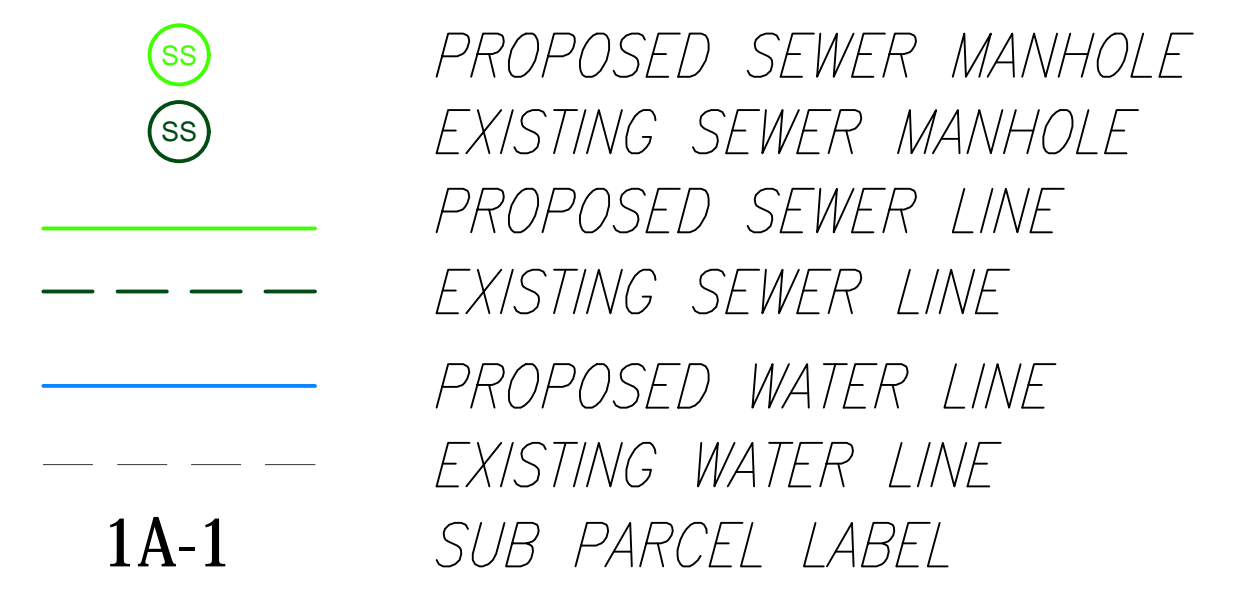 SS PROPOSED SEWER MANHOLE
SS EXISTING SEWER MANHOLE
PROPOSED SEWER LINE
EXISTING SEWER LINE
PROPOSED WATER LINE
EXISTING WATER LINE
1A-1 SUB PARCEL LABEL